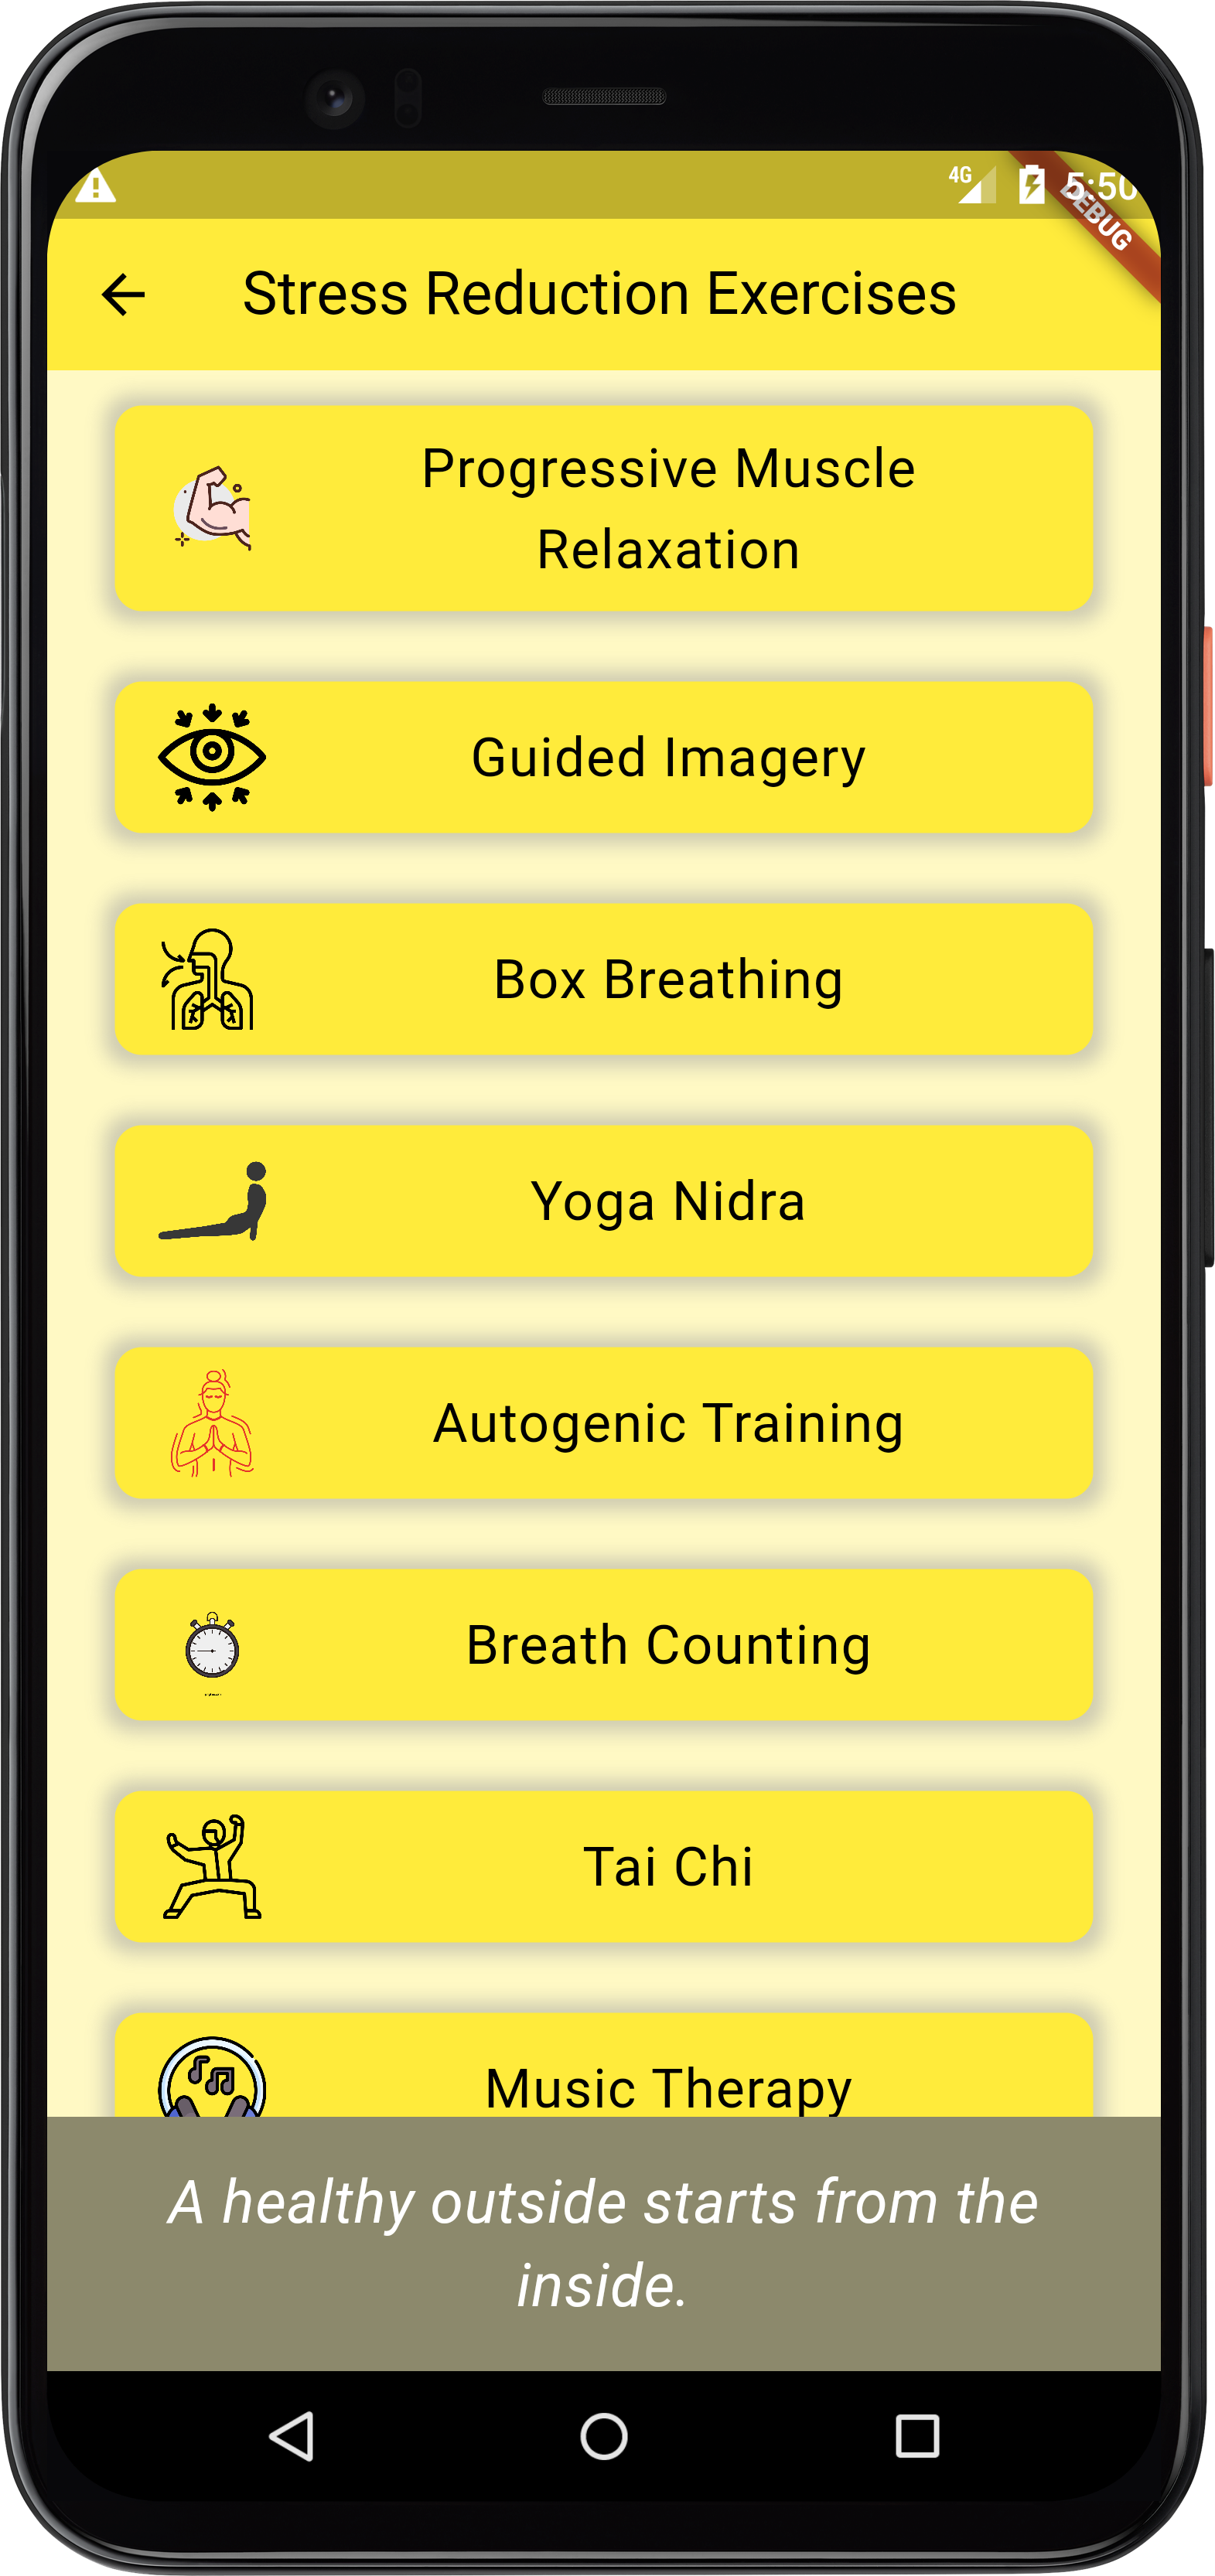 4G
5:50
DEBUG
Stress Reduction Exercises
Progressive Muscle
Relaxation
Guided Imagery
Box Breathing
Yoga Nidra
Autogenic Training
Breath Counting
Tai Chi
Music Therapy
A healthy outside starts from the
inside.